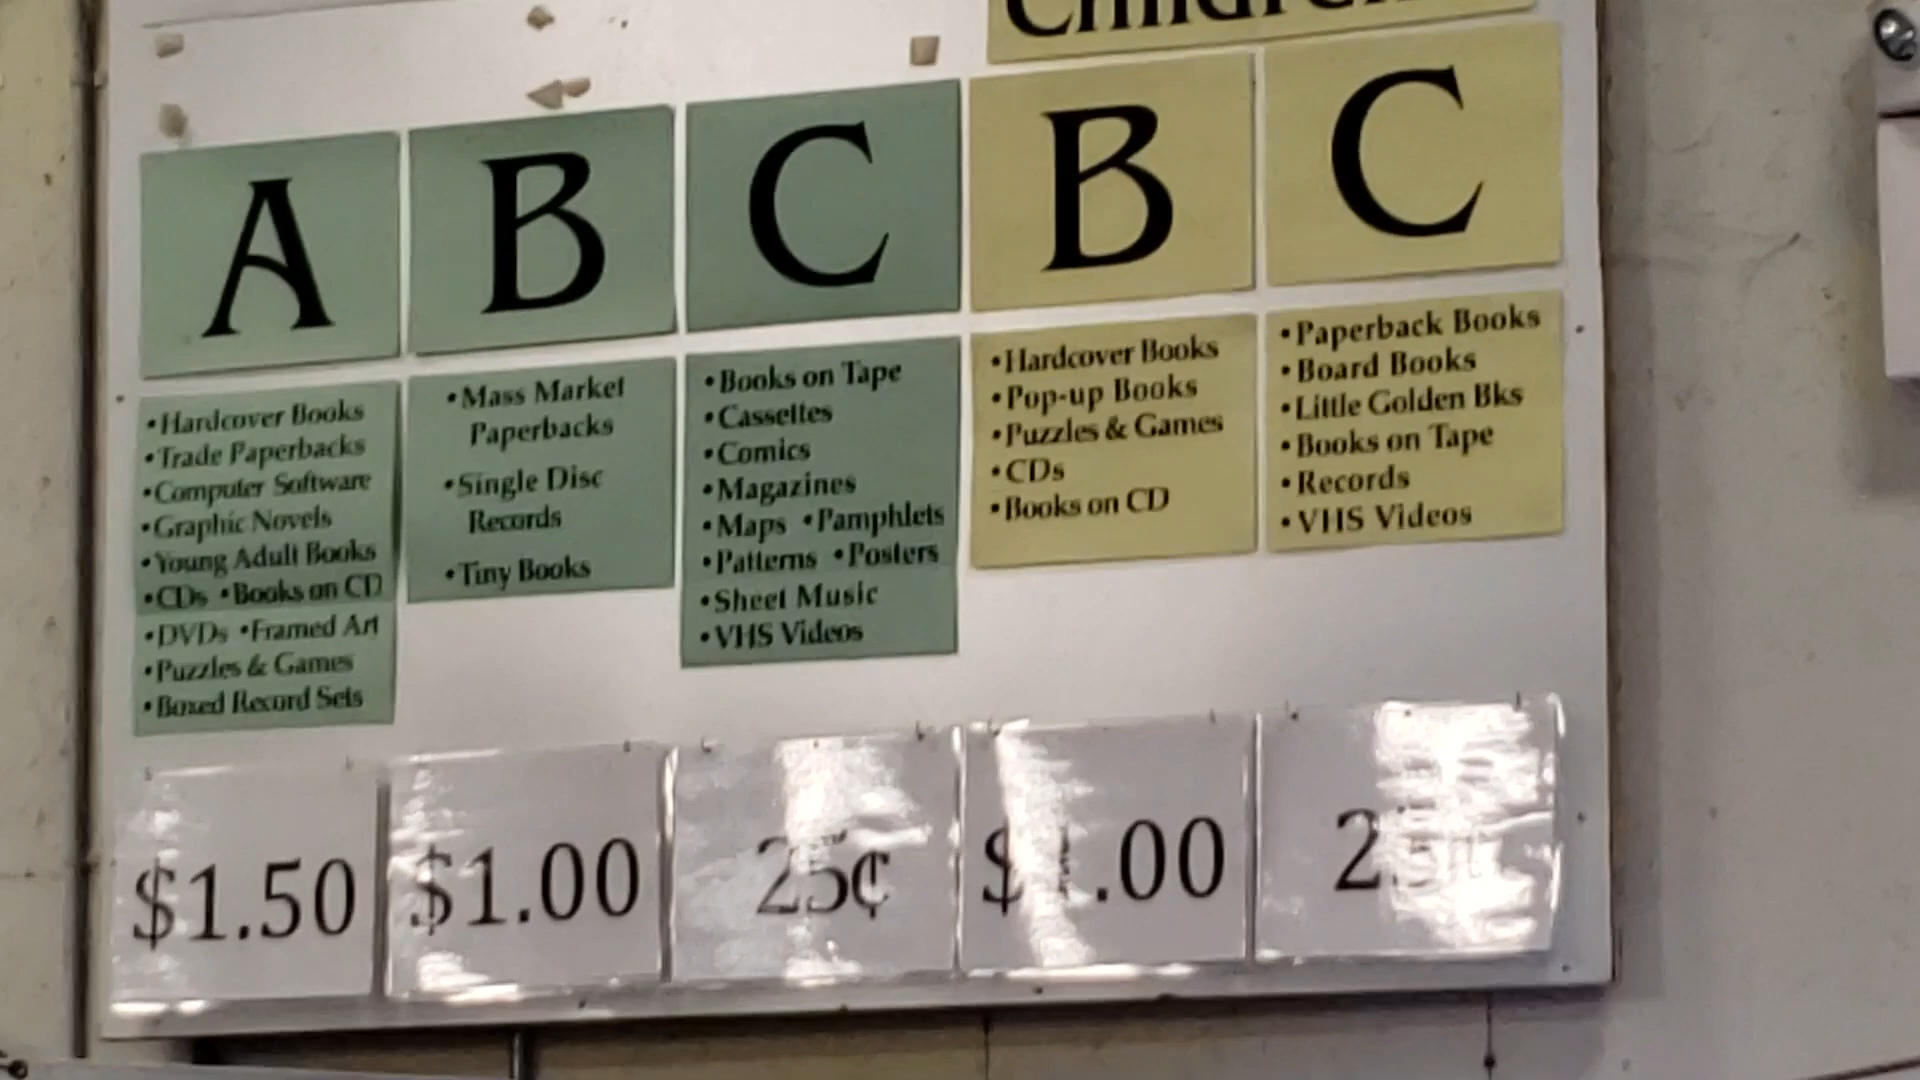 Children
A
B
C
B
C
•Hardcover Books
•Trade Paperbacks
•Computer Software
•Graphic Novels
•Young Adult Books
•CDs •Books on CD
•DVDs •Framed Art
•Puzzles & Games
•Boxed Record Sets
•Mass Market
Paperbacks
•Single Disc
Records
•Tiny Books
•Books on Tape
•Cassettes
•Comics
•Magazines
•Maps •Pamphlets
•Patterns •Posters
•Sheet Music
•VHS Videos
•Hardcover Books
•Pop-up Books
•Puzzles & Games
•CDs
•Books on CD
•Paperback Books
•Board Books
•Little Golden Bks
•Books on Tape
•Records
•VHS Videos
$1.50
$1.00
25¢
$1.00